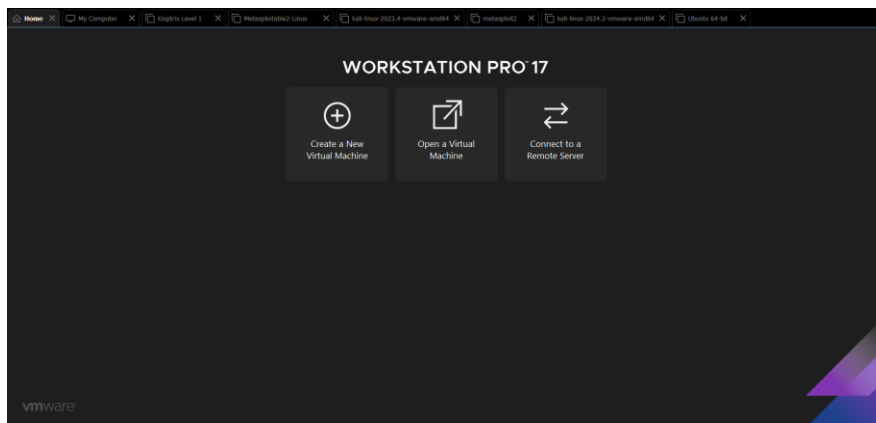 Home My Computer Kioptrix Level 1 Metasploitable2-Linux kali-linux-2023.4-vmware-amd64 metasploit2 kali-linux-2024.2-vmware-amd64 Ubuntu 64-bit
WORKSTATION PRO™ 17
Create a New
Virtual Machine
Open a Virtual
Machine
Connect to a
Remote Server
vmware